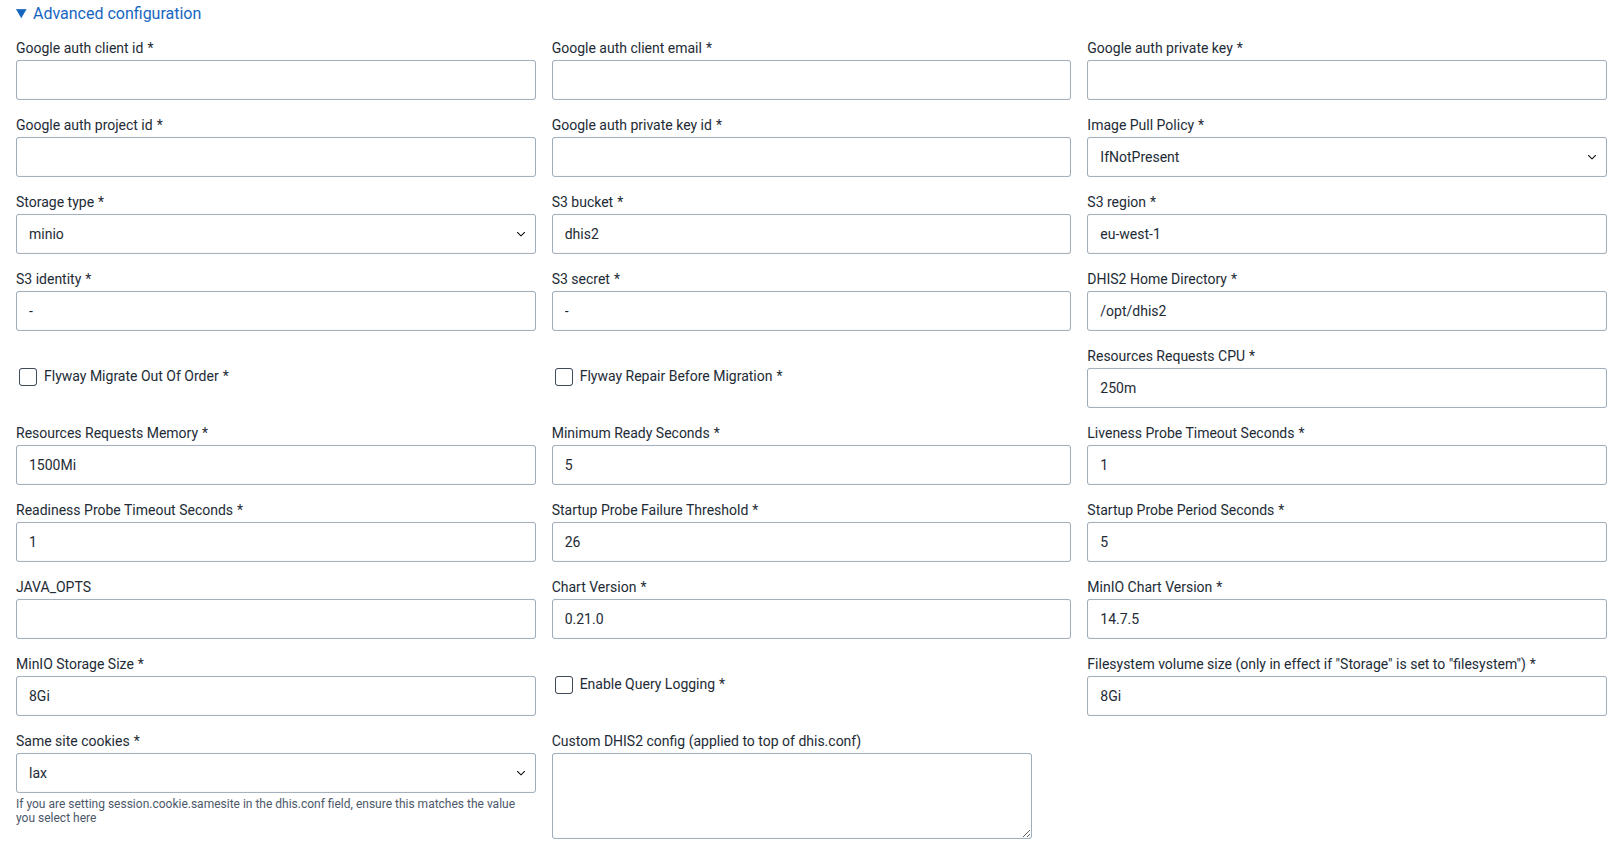 Advanced configuration
Google auth client id *
Google auth client email *
Google auth private key *
Google auth project id *
Google auth private key id *
Image Pull Policy *
IfNotPresent
Storage type *
S3 bucket *
S3 region *
minio
dhis2
eu-west-1
S3 identity *
S3 secret *
DHIS2 Home Directory *
-
-
/opt/dhis2
Flyway Migrate Out Of Order *
Flyway Repair Before Migration *
Resources Requests CPU *
250m
Resources Requests Memory *
Minimum Ready Seconds *
Liveness Probe Timeout Seconds *
1500Mi
5
1
Readiness Probe Timeout Seconds *
Startup Probe Failure Threshold *
Startup Probe Period Seconds *
1
26
5
JAVA_OPTS
Chart Version *
MinIO Chart Version *
0.21.0
14.7.5
MinIO Storage Size *
8Gi
Enable Query Logging *
Filesystem volume size (only in effect if "Storage" is set to "filesystem") *
8Gi
Same site cookies *
Custom DHIS2 config (applied to top of dhis.conf)
lax
If you are setting session.cookie.samesite in the dhis.conf field, ensure this matches the value
you select here